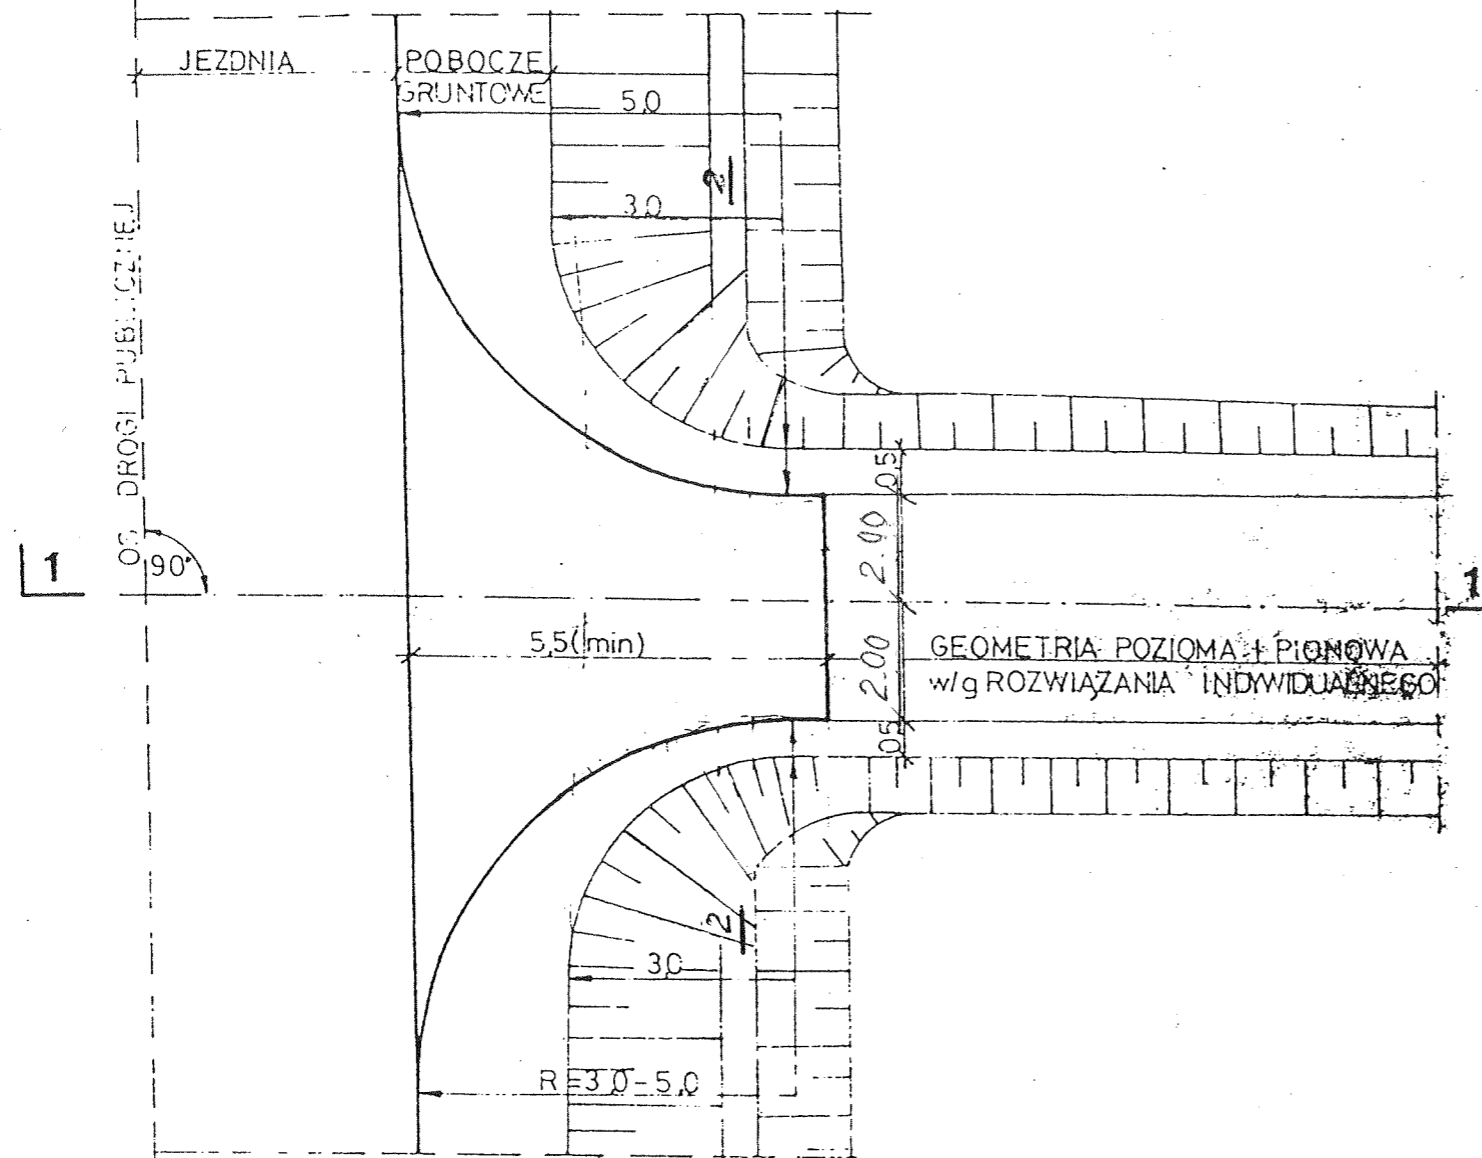 JEZDNIA
POBOCZE
GRUNTOWE
5,0
2
3,0
OŚ DROGI PUBLICZNEJ
0,5
2.00
1
90°
1
5,5(min)
2.00
GEOMETRIA POZIOMA i PIONOWA
w/g ROZWIĄZANIA INDYWIDUALNEGO
0,5
2
3,0
R=3,0-5,0